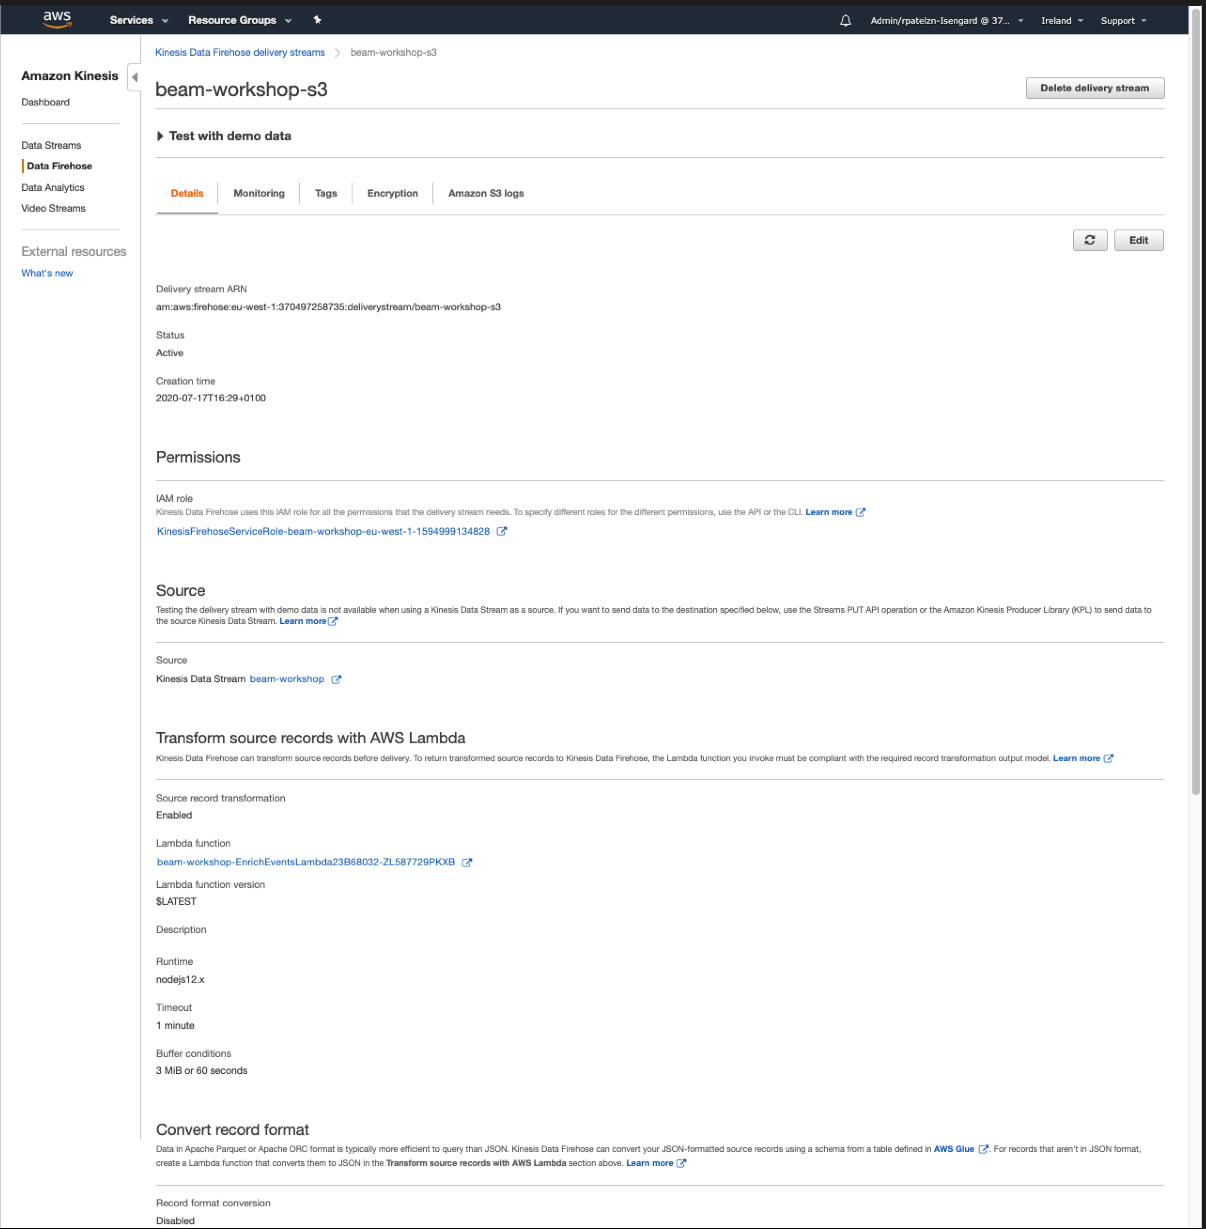 aws Services Resource Groups Admin/rpatelzn-Isengard @ 37... Ireland Support
Kinesis Data Firehose delivery streams beam-workshop-s3
Amazon Kinesis
Dashboard
Data Streams
Data Firehose
Data Analytics
Video Streams
External resources
What's new
beam-workshop-s3
Delete delivery stream
Test with demo data
Details Monitoring Tags Encryption Amazon S3 logs
Edit
Delivery stream ARN
arn:aws:firehose:eu-west-1:370497258735:deliverystream/beam-workshop-s3
Status
Active
Creation time
2020-07-17T16:29+0100
Permissions
IAM role
Kinesis Data Firehose uses this IAM role for all the permissions that the delivery stream needs. To specify different roles for the different permissions, use the API or the CLI. Learn more
KinesisFirehoseServiceRole-beam-workshop-eu-west-1-1594999134828
Source
Testing the delivery stream with demo data is not available when using a Kinesis Data Stream as a source. If you want to send data to the destination specified below, use the Streams PUT API operation or the Amazon Kinesis Producer Library (KPL) to send data to
the source Kinesis Data Stream. Learn more
Source
Kinesis Data Stream beam-workshop
Transform source records with AWS Lambda
Kinesis Data Firehose can transform source records before delivery. To return transformed source records to Kinesis Data Firehose, the Lambda function you invoke must be compliant with the required record transformation output model. Learn more
Source record transformation
Enabled
Lambda function
beam-workshop-EnrichEventsLambda23B68032-ZL587729PKXB
Lambda function version
$LATEST
Description
Runtime
nodejs12.x
Timeout
1 minute
Buffer conditions
3 MiB or 60 seconds
Convert record format
Data in Apache Parquet or Apache ORC format is typically more efficient to query than JSON. Kinesis Data Firehose can convert your JSON-formatted source records using a schema from a table defined in AWS Glue . For records that aren't in JSON format,
create a Lambda function that converts them to JSON in the Transform source records with AWS Lambda section above. Learn more
Record format conversion
Disabled